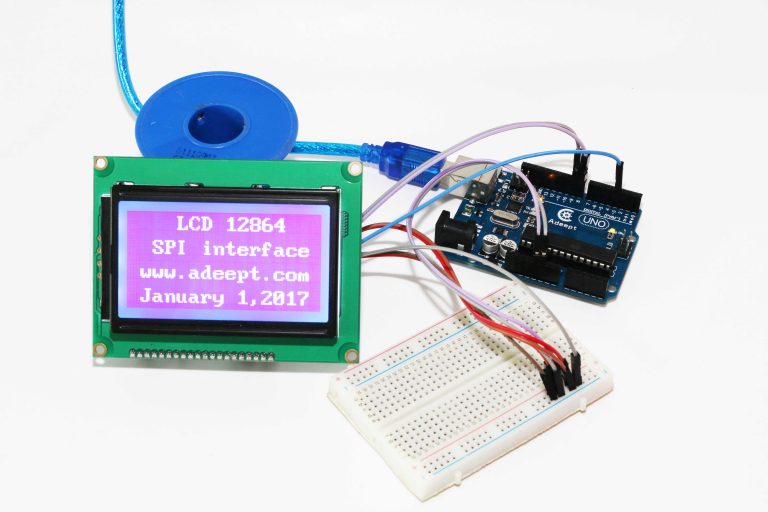 LCD 12864
SPI interface
www.adeept.com
January 1,2017
Adeept
UNO